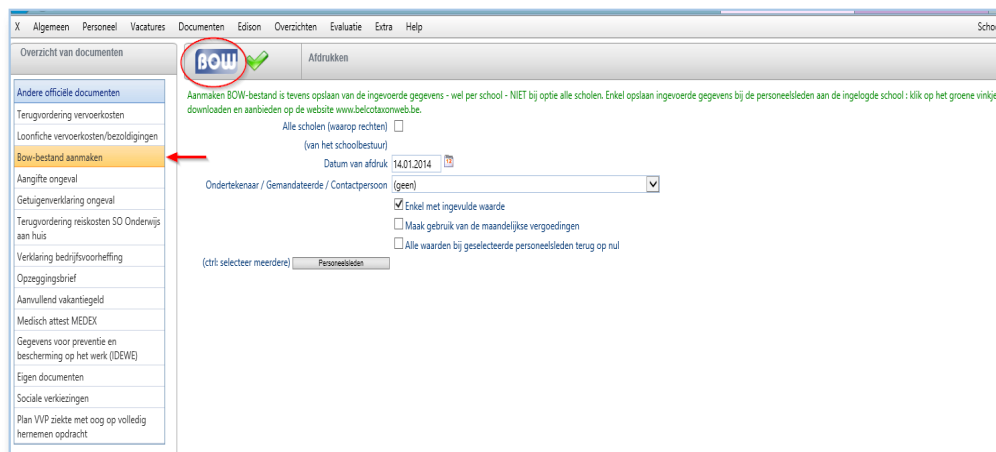 X Algemeen Personeel Vacatures Documenten Edison Overzichten Evaluatie Extra Help
Overzicht van documenten
BOW
Afdrukken
Andere officiële documenten
Terugvordering vervoerkosten
Loonfiche vervoerkosten/bezoldigingen
Bow-bestand aanmaken
Aangifte ongeval
Getuigenverklaring ongeval
Terugvordering reiskosten SO Onderwijs
aan huis
Verklaring bedrijfsvoorheffing
Opzeggingsbrief
Aanvullend vakantiegeld
Medisch attest MEDEX
Gegevens voor preventie en
bescherming op het werk (IDEWE)
Eigen documenten
Sociale verkiezingen
Plan VVP ziekte met oog op volledig
hernemen opdracht
Aanmaken BOW-bestand is tevens opslaan van de ingevoerde gegevens - wel per school - NIET bij optie alle scholen. Enkel opslaan ingevoerde gegevens bij de personeelsleden aan de ingelogde school : klik op het groene vinkje
downloaden en aanbieden op de website www.belcotaxonweb.be.
Alle scholen (waarop rechten)
(van het schoolbestuur)
Datum van afdruk 14.01.2014
Ondertekenaar / Gemandateerde / Contactpersoon (geen)
Enkel met ingevulde waarde
Maak gebruik van de maandelijkse vergoedingen
Alle waarden bij geselecteerde personeelsleden terug op nul
(ctrl: selecteer meerdere) Personeelsleden